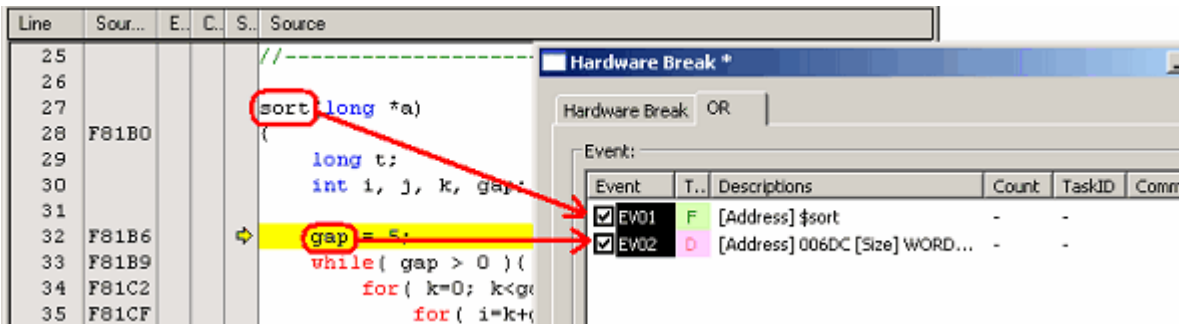 Line Sour... E.. C.. S.. Source
25 //-----------------------
26
27 sort(long *a)
28 F81B0 {
29 long t;
30 int i, j, k, gap;
31
32 F81B6 gap = 5;
33 F81B9 while( gap > 0 ){
34 F81C2 for( k=0; k<
35 F81CF for( i=k+
Hardware Break *
Hardware Break OR
Event:
Event T.. Descriptions Count TaskID Comm
EV01 F [Address] $sort - -
EV02 D [Address] 006DC [Size] WORD... - -